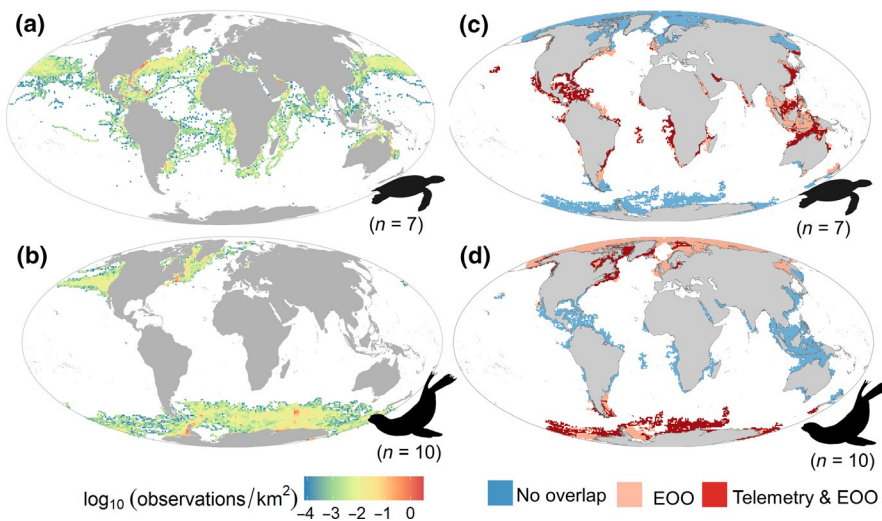 (a)
(n = 7)
(c)
(n = 7)
(b)
(n = 10)
(d)
(n = 10)
log₁₀ (observations/km²)
−4 −3 −2 −1 0
No overlap
EOO
Telemetry & EOO